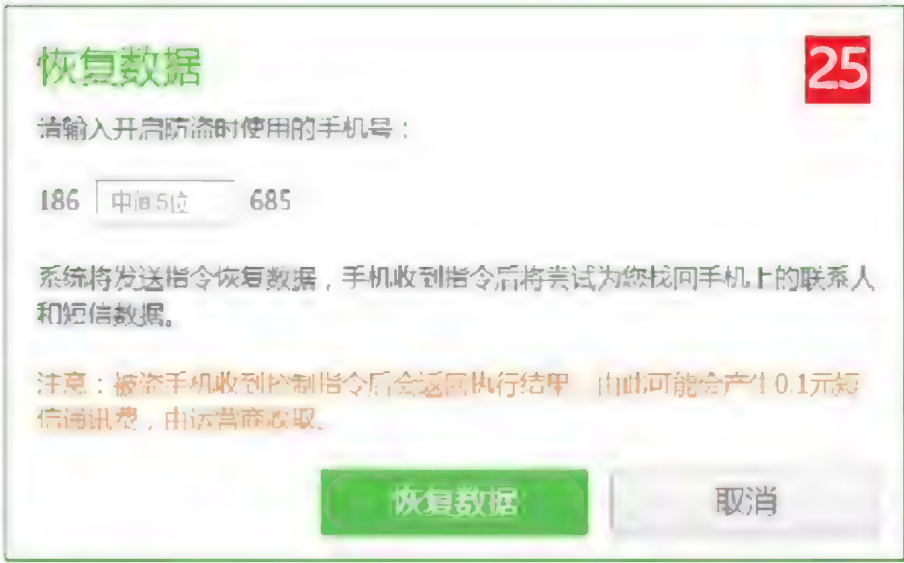 恢复数据
25
请输入开启防盗时使用的手机号：
186 中间5位 685
系统将发送指令恢复数据，手机收到指令后将尝试为您找回手机上的联系人
和短信数据。
注意：被盗手机收到控制指令后会返回执行结果，由此可能会产生0.1元短
信通讯费，由运营商收取。
恢复数据 取消